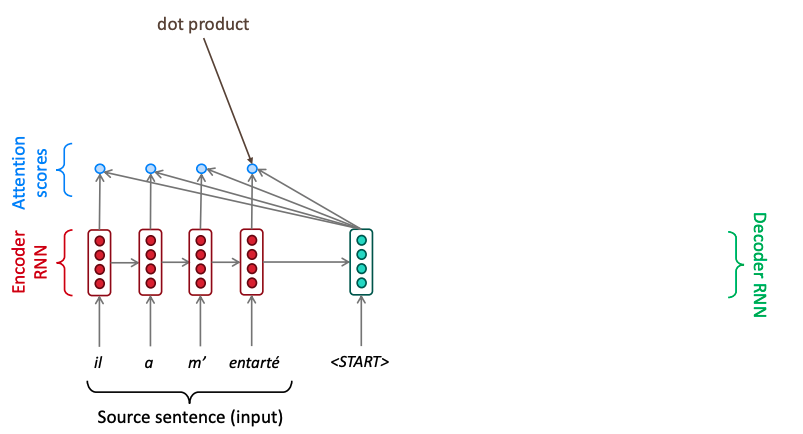 dot product
Attention
scores
Encoder
RNN
Decoder RNN
il a m’ entarté <START>
Source sentence (input)